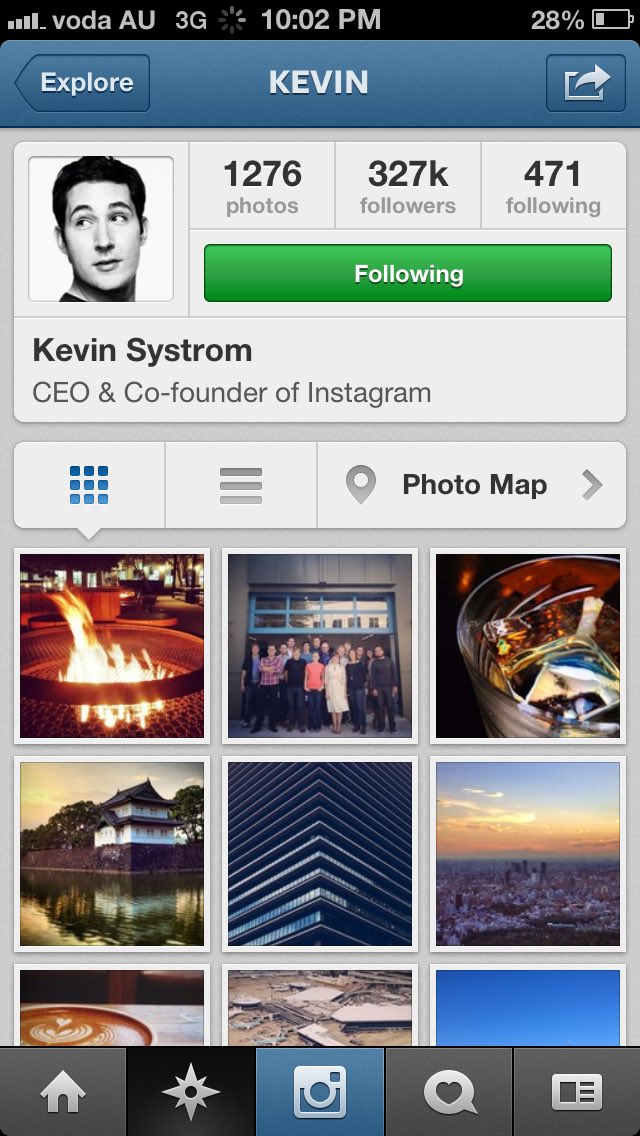 voda AU 3G 10:02 PM 28%
Explore KEVIN
1276 327k 471
photos followers following
Following
Kevin Systrom
CEO & Co-founder of Instagram
Photo Map